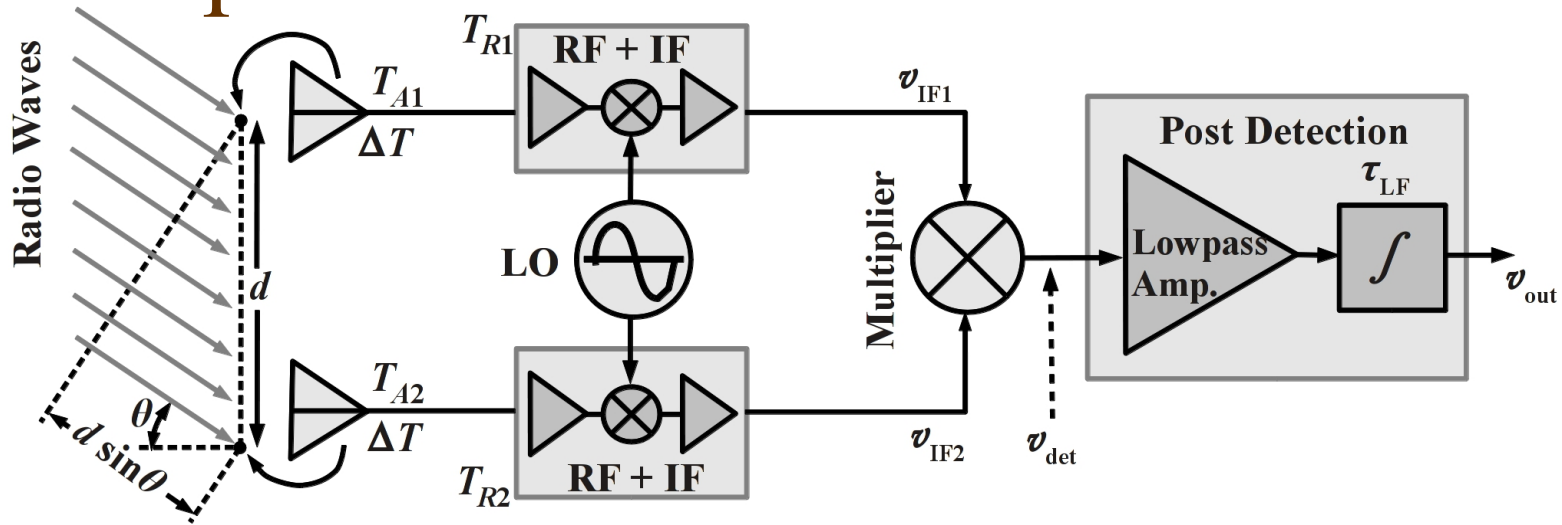 Radio Waves
d
θ
d sinθ
T_A1
ΔT
T_R1
RF + IF
LO
T_A2
ΔT
RF + IF
T_R2
v_IF1
Multiplier
v_IF2
v_det
Post Detection
τ_LF
Lowpass
Amp.
∫
v_out